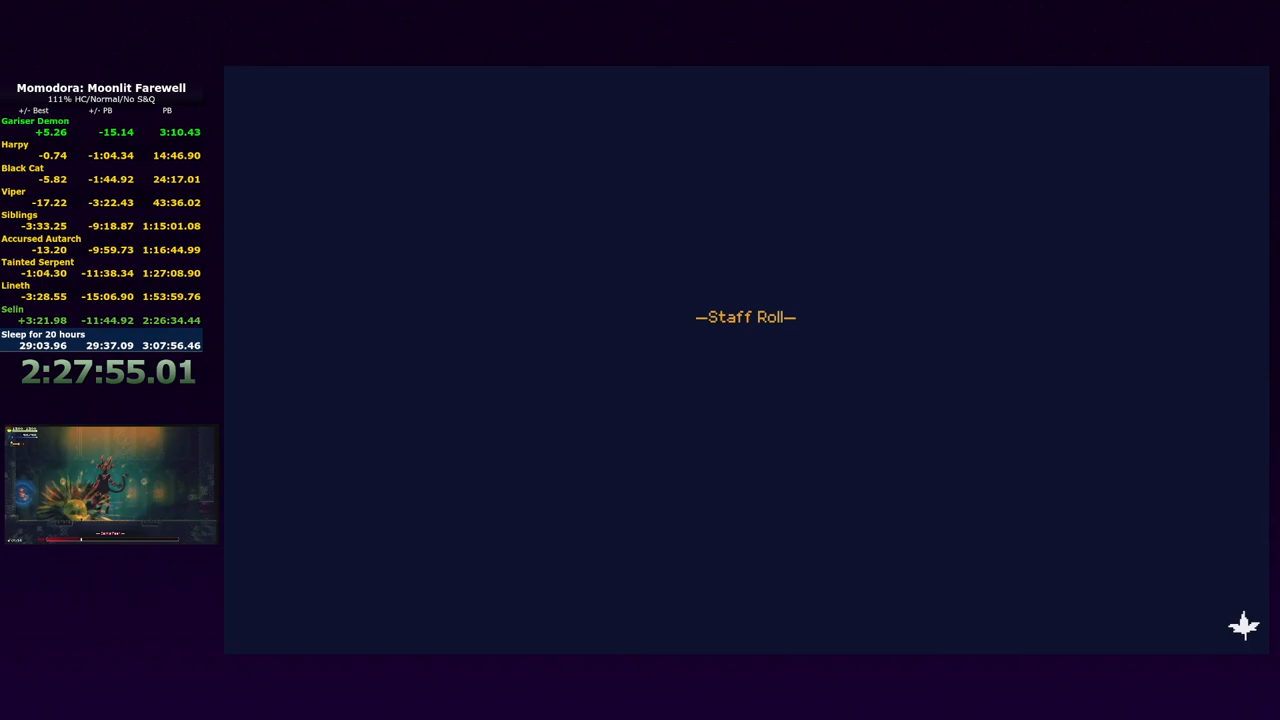 Momodora: Moonlit Farewell
111% HC/Normal/No S&Q
+/- Best +/- PB PB
Gariser Demon
+5.26 -15.14 3:10.43
Harpy
-0.74 -1:04.34 14:46.90
Black Cat
-5.82 -1:44.92 24:17.01
Viper
-17.22 -3:22.43 43:36.02
Siblings
-3:33.25 -9:18.87 1:15:01.08
Accursed Autarch
-13.20 -9:59.73 1:16:44.99
Tainted Serpent
-1:04.30 -11:38.34 1:27:08.90
Lineth
-3:28.55 -15:06.90 1:53:59.76
Selin
+3:21.98 -11:44.92 2:26:34.44
Sleep for 20 hours
29:03.96 29:37.09 3:07:56.46
2:27:55.01
—Staff Roll—